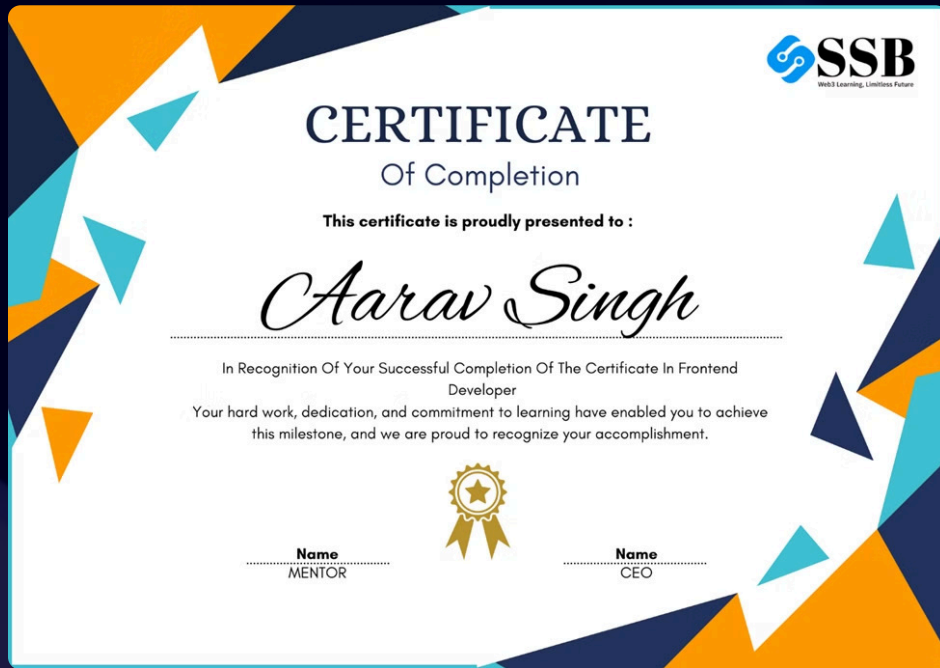 SSB
Web3 Learning, Limitless Future
CERTIFICATE
Of Completion
This certificate is proudly presented to :
Aarav Singh
In Recognition Of Your Successful Completion Of The Certificate In Frontend
Developer
Your hard work, dedication, and commitment to learning have enabled you to achieve
this milestone, and we are proud to recognize your accomplishment.
Name
MENTOR
Name
CEO